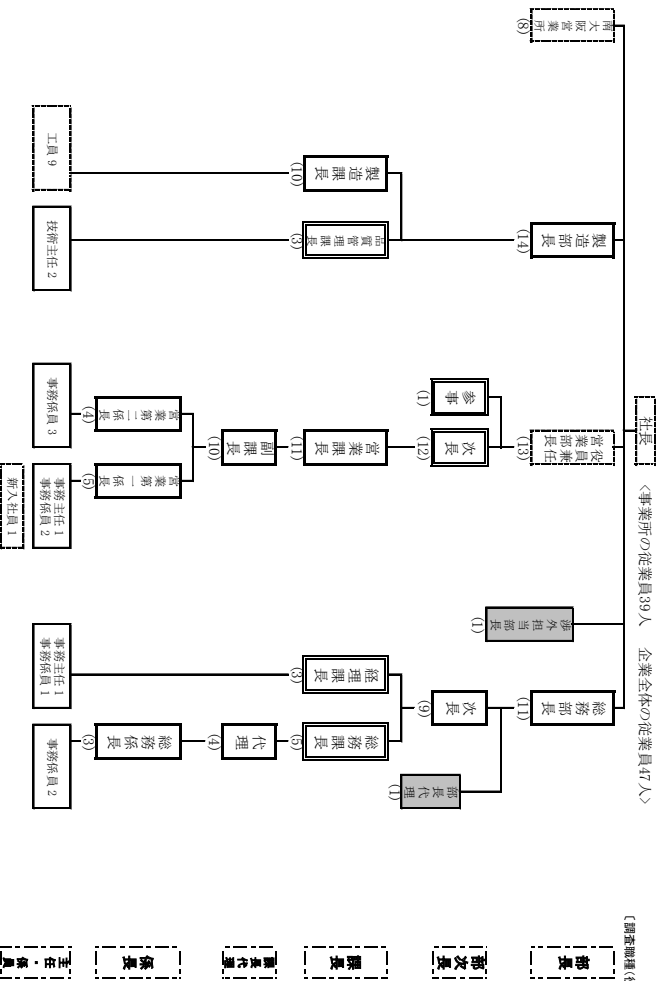 社長
〈事業所の従業員39人　企業全体の従業員47人〉
〔調査職種(役
南大阪営業所
(8)
製造部長
(14)
営業部長
役員兼任
(13)
渉外担当部長
(1)
総務部長
(11)
参事
(1)
次長
(12)
次長
(9)
部長代理
(1)
製造課長
(10)
品質管理課長
(3)
営業課長
(11)
経理課長
(3)
総務課長
(5)
副課長
(10)
代理
(4)
営業第二係長
(4)
営業第一係長
(5)
総務係長
(3)
工員 9
技術主任 2
事務係員 3
事務主任 1
事務係員 2
新入社員 1
事務主任 1
事務係員 1
事務係員 2
部長
部次長
課長
課長代理
係長
主任・係員